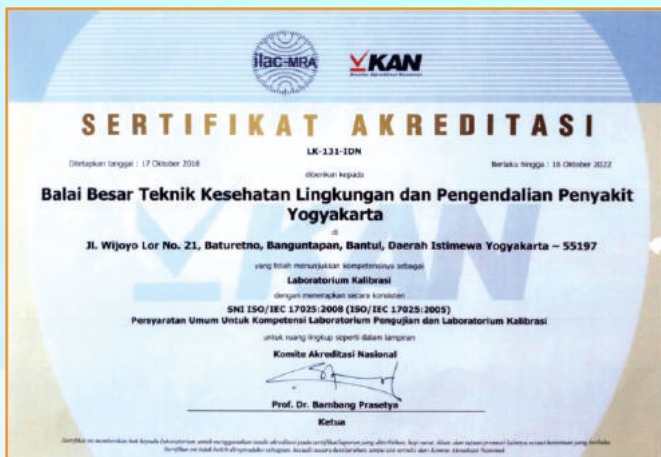 ilac-MRA
KAN
Komite Akreditasi Nasional
SERTIFIKAT AKREDITASI
LK-131-IDN
Ditetapkan tanggal : 17 Oktober 2018
Berlaku hingga : 16 Oktober 2022
diberikan kepada
Balai Besar Teknik Kesehatan Lingkungan dan Pengendalian Penyakit
Yogyakarta
di
Jl. Wijoyo Lor No. 21, Baturetno, Banguntapan, Bantul, Daerah Istimewa Yogyakarta – 55197
yang telah menunjukkan kompetensinya sebagai
Laboratorium Kalibrasi
dengan menerapkan secara konsisten
SNI ISO/IEC 17025:2008 (ISO/IEC 17025:2005)
Persyaratan Umum Untuk Kompetensi Laboratorium Pengujian dan Laboratorium Kalibrasi
untuk ruang lingkup seperti dalam lampiran
Komite Akreditasi Nasional
Prof. Dr. Bambang Prasetya
Ketua